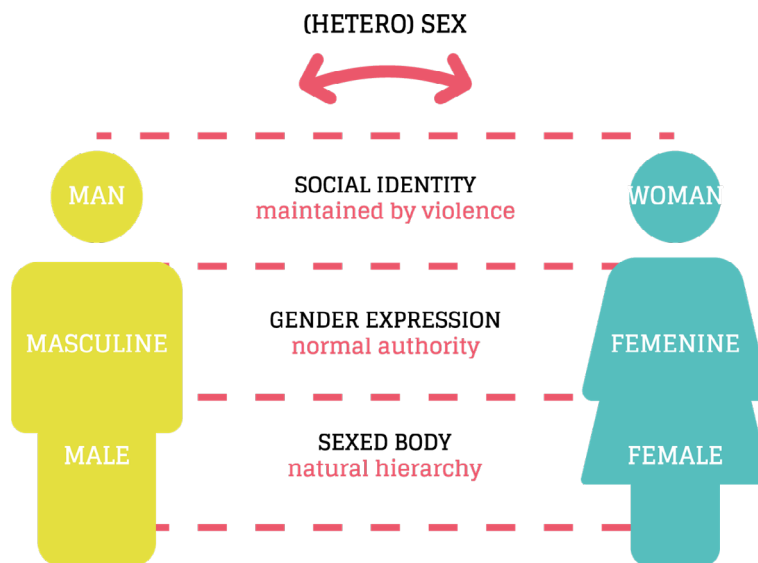 (HETERO) SEX
MAN
SOCIAL IDENTITY
maintained by violence
WOMAN
MASCULINE
GENDER EXPRESSION
normal authority
FEMENINE
MALE
SEXED BODY
natural hierarchy
FEMALE